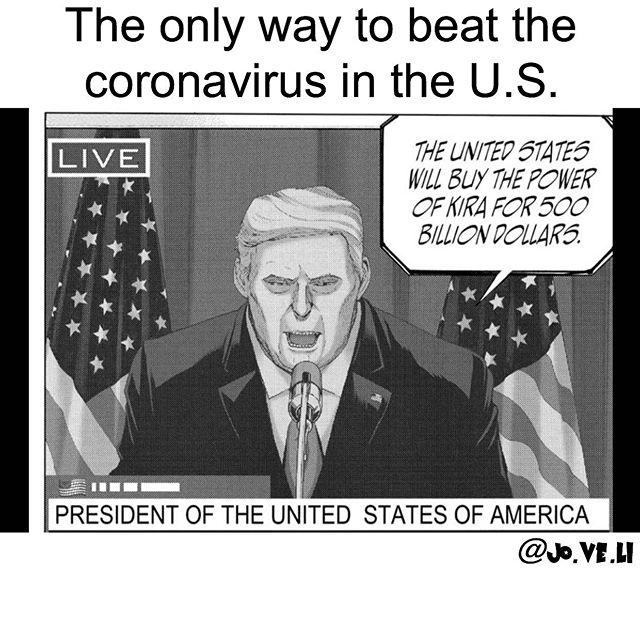 The only way to beat the
coronavirus in the U.S.
LIVE
THE UNITED STATES
WILL BUY THE POWER
OF KIRA FOR 500
BILLION DOLLARS.
PRESIDENT OF THE UNITED STATES OF AMERICA
@JO.VE.LI